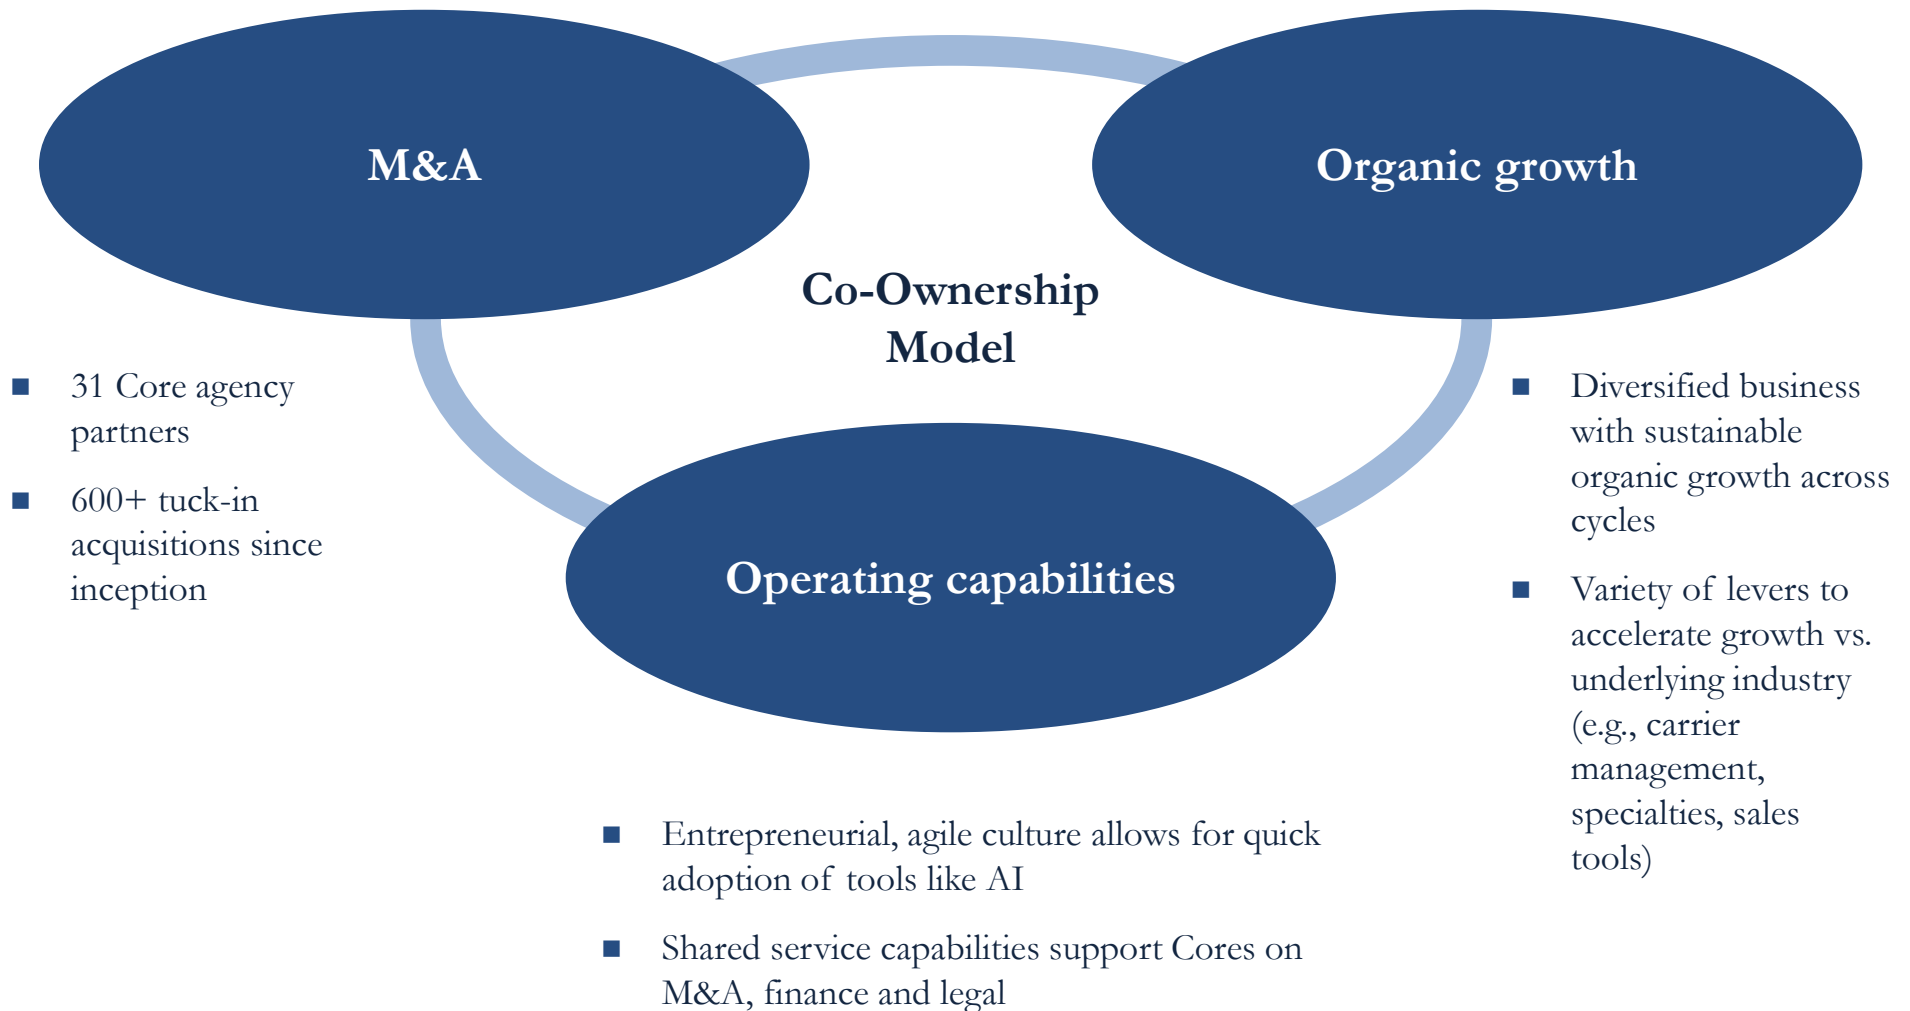 M&A
Organic growth
Co-Ownership
Model
31 Core agency
partners
600+ tuck-in
acquisitions since
inception
Operating capabilities
Diversified business
with sustainable
organic growth across
cycles
Variety of levers to
accelerate growth vs.
underlying industry
(e.g., carrier
management,
specialties, sales
tools)
Entrepreneurial, agile culture allows for quick
adoption of tools like AI
Shared service capabilities support Cores on
M&A, finance and legal